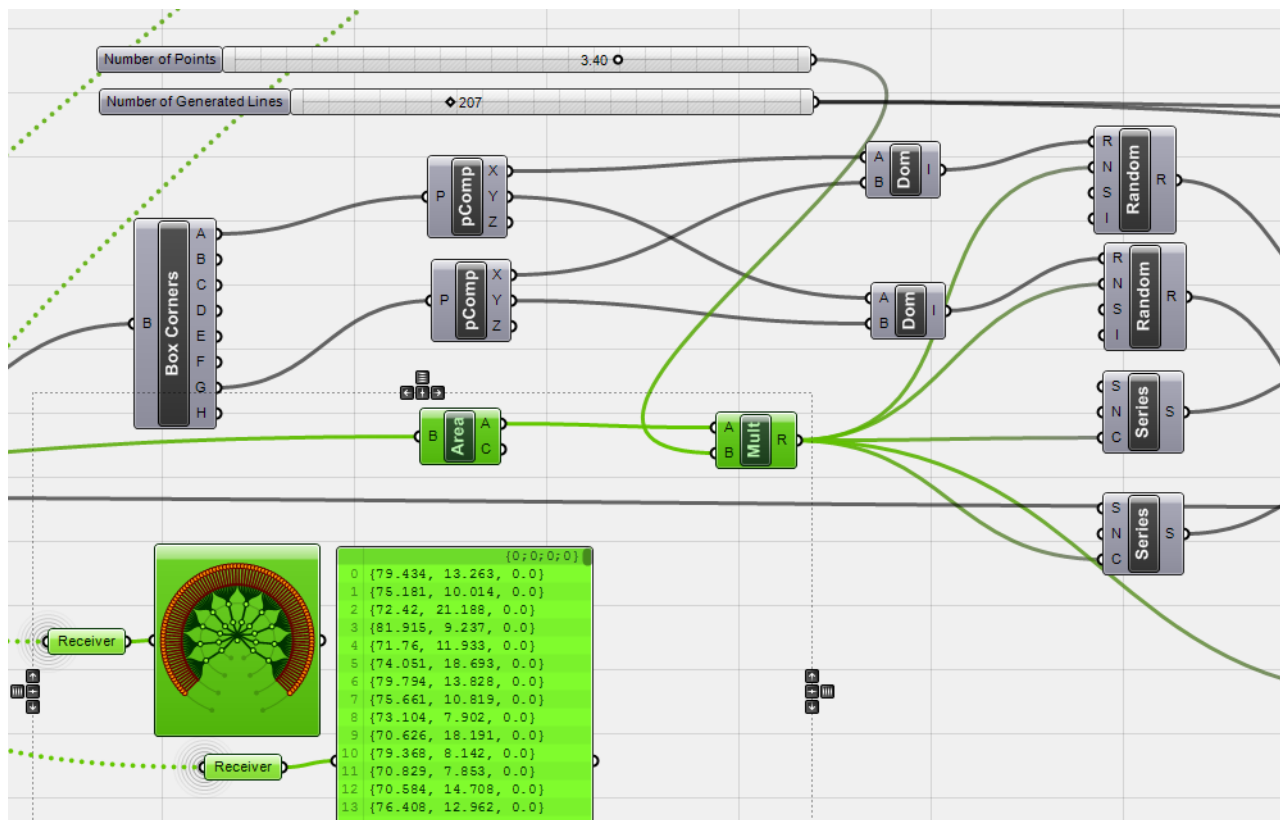 Number of Points
3.40
Number of Generated Lines
207
Box Corners
B
A
B
C
D
E
F
G
H
P
pComp
X
Y
Z
P
pComp
X
Y
Z
A
B
Dom
I
A
B
Dom
I
R
N
S
I
Random
R
R
N
S
I
Random
R
S
N
C
Series
S
S
N
C
Series
S
B
Area
A
C
A
B
Mult
R
Receiver
Receiver
{0;0;0;0}
0 {79.434, 13.263, 0.0}
1 {75.181, 10.014, 0.0}
2 {72.42, 21.188, 0.0}
3 {81.915, 9.237, 0.0}
4 {71.76, 11.933, 0.0}
5 {74.051, 18.693, 0.0}
6 {79.794, 13.828, 0.0}
7 {75.661, 10.819, 0.0}
8 {73.104, 7.902, 0.0}
9 {70.626, 18.191, 0.0}
10 {79.368, 8.142, 0.0}
11 {70.829, 7.853, 0.0}
12 {70.584, 14.708, 0.0}
13 {76.408, 12.962, 0.0}